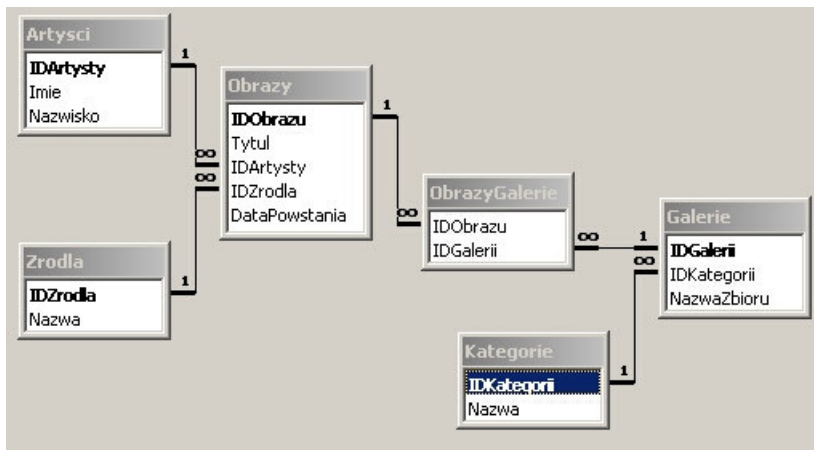 Artysci
IDArtysty
Imie
Nazwisko
1
∞
Obrazy
IDObrazu
Tytul
IDArtysty
IDZrodla
DataPowstania
1
∞
Zrodla
IDZrodla
Nazwa
1
∞
ObrazyGalerie
IDObrazu
IDGalerii
∞
1
Galerie
IDGalerii
IDKategorii
NazwaZbioru
∞
Kategorie
IDKategorii
Nazwa
1